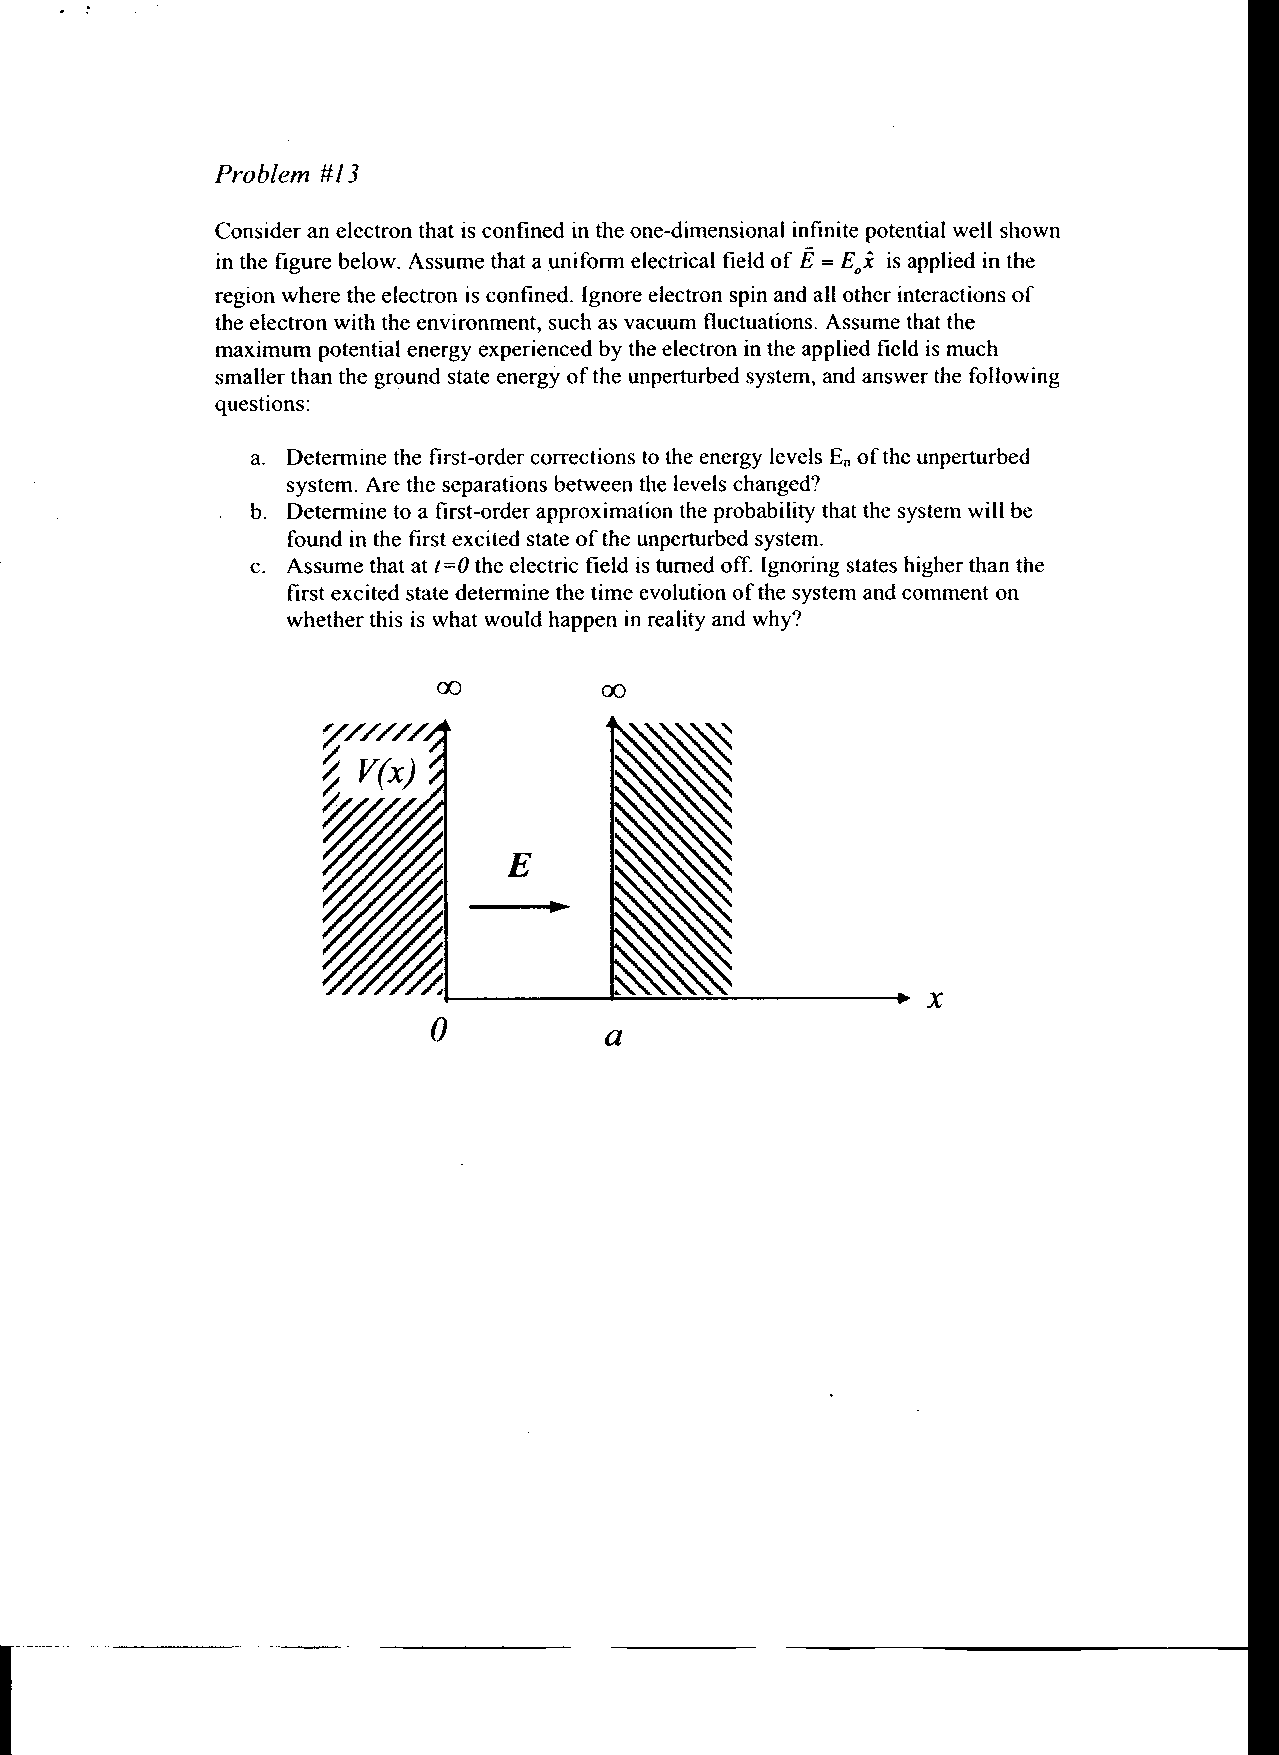 Problem #13
Consider an electron that is confined in the one-dimensional infinite potential well shown
in the figure below. Assume that a uniform electrical field of Ē = Eₒx̂ is applied in the
region where the electron is confined. Ignore electron spin and all other interactions of
the electron with the environment, such as vacuum fluctuations. Assume that the
maximum potential energy experienced by the electron in the applied field is much
smaller than the ground state energy of the unperturbed system, and answer the following
questions:
a. Determine the first-order corrections to the energy levels Eₙ of the unperturbed
system. Are the separations between the levels changed?
b. Determine to a first-order approximation the probability that the system will be
found in the first excited state of the unperturbed system.
c. Assume that at t=0 the electric field is turned off. Ignoring states higher than the
first excited state determine the time evolution of the system and comment on
whether this is what would happen in reality and why?
∞ ∞
V(x)
E
x
0 a